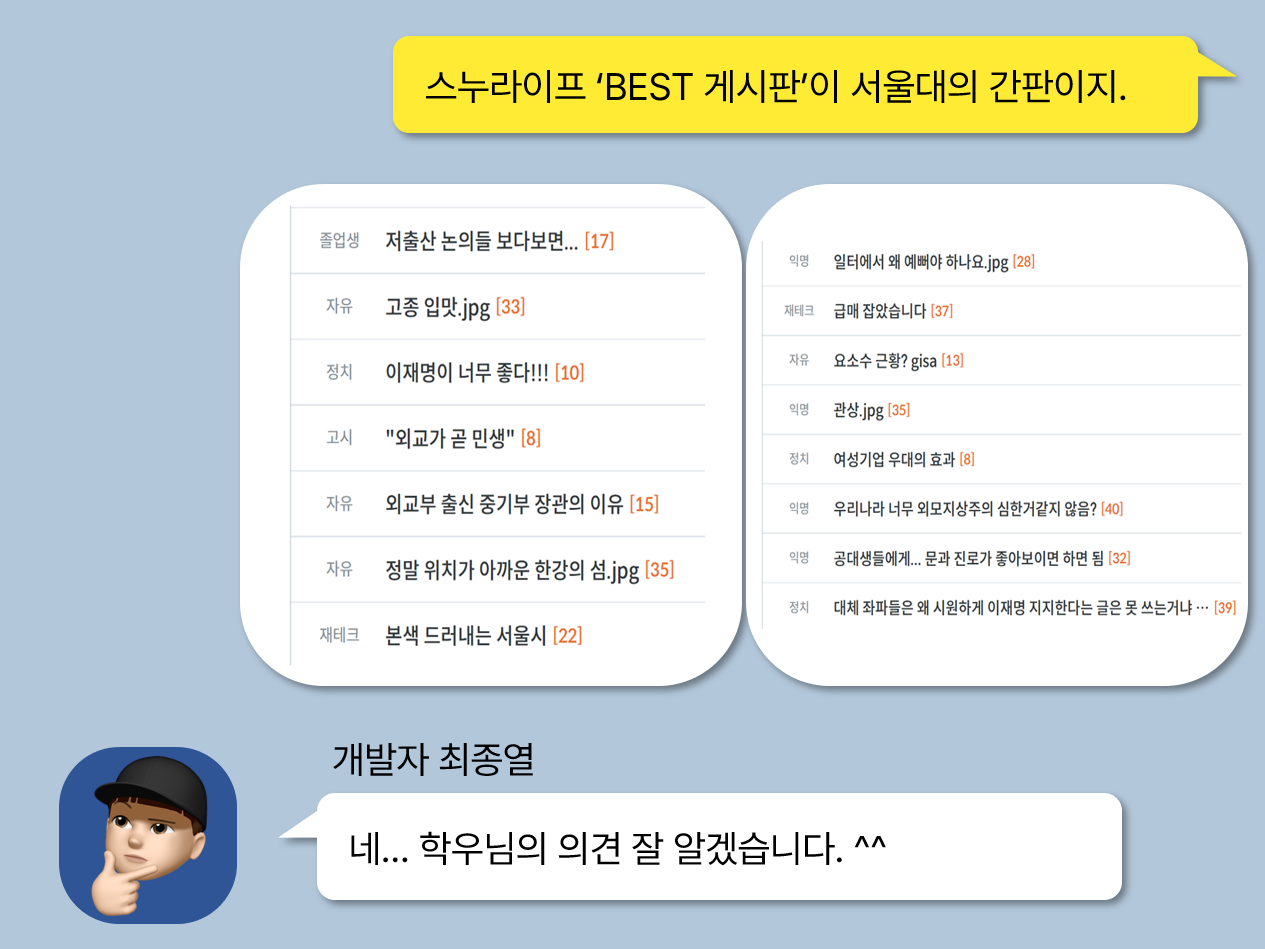 스누라이프 ‘BEST 게시판’이 서울대의 간판이지.
졸업생 저출산 논의들 보다보면... [17]
자유 고종 입맛.jpg [33]
정치 이재명이 너무 좋다!!! [10]
고시 "외교가 곧 민생" [8]
자유 외교부 출신 중기부 장관의 이유 [15]
자유 정말 위치가 아까운 한강의 섬.jpg [35]
재테크 본색 드러내는 서울시 [22]
익명 일터에서 왜 예뻐야 하나요.jpg [28]
재테크 급매 잡았습니다 [37]
자유 요소수 근황? gisa [13]
익명 관상.jpg [35]
정치 여성기업 우대의 효과 [8]
익명 우리나라 너무 외모지상주의 심한거같지 않음? [40]
익명 공대생들에게... 문과 진로가 좋아보이면 하면 됨 [32]
정치 대체 좌파들은 왜 시원하게 이재명 지지한다는 글은 못 쓰는거냐 … [39]
개발자 최종열
네... 학우님의 의견 잘 알겠습니다. ^^